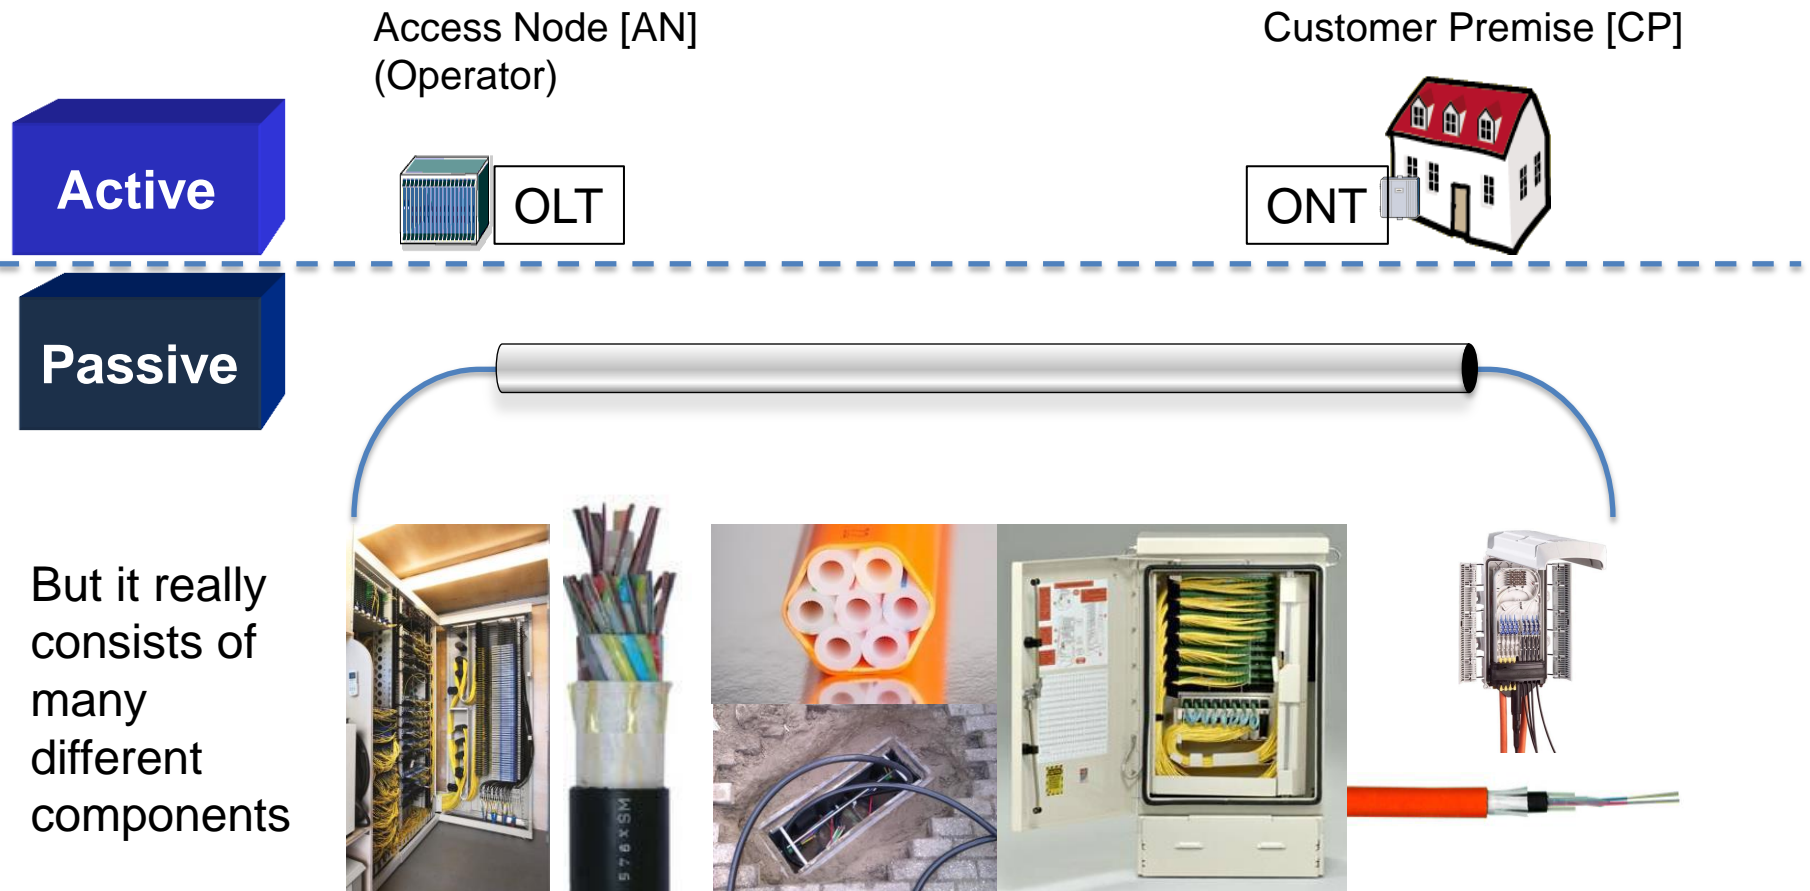 Access Node [AN]
(Operator)
Customer Premise [CP]
Active
OLT
ONT
Passive
But it really
consists of
many
different
components
576xSM